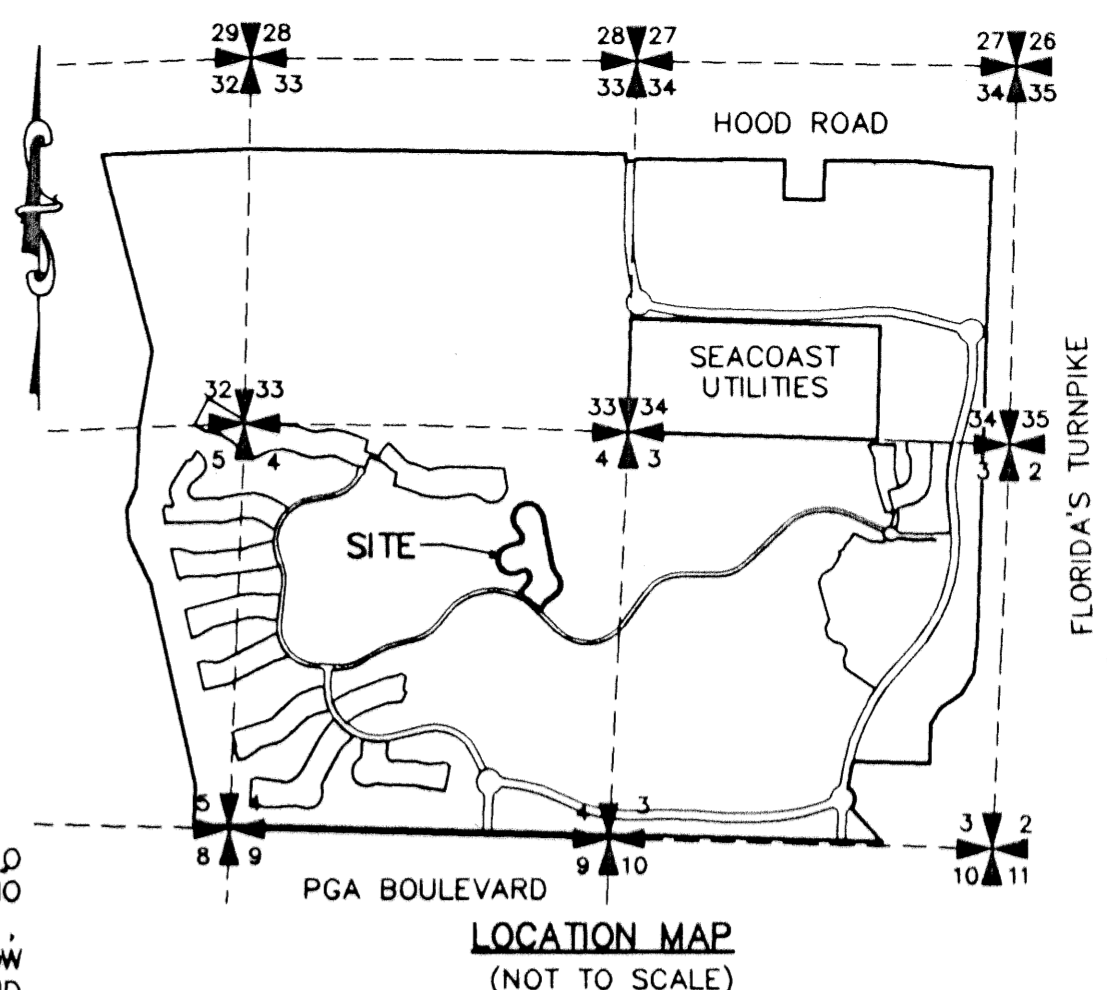 29 28
28 27
27 26
32 33
33 34
34 35
HOOD ROAD
SEACOAST
UTILITIES
FLORIDA'S TURNPIKE
32 33
33 34
34 35
5 4
4 3
3 2
SITE
5 4
4 3
3 2
8 9
9 10
10 11
PGA BOULEVARD
LOCATION MAP
(NOT TO SCALE)